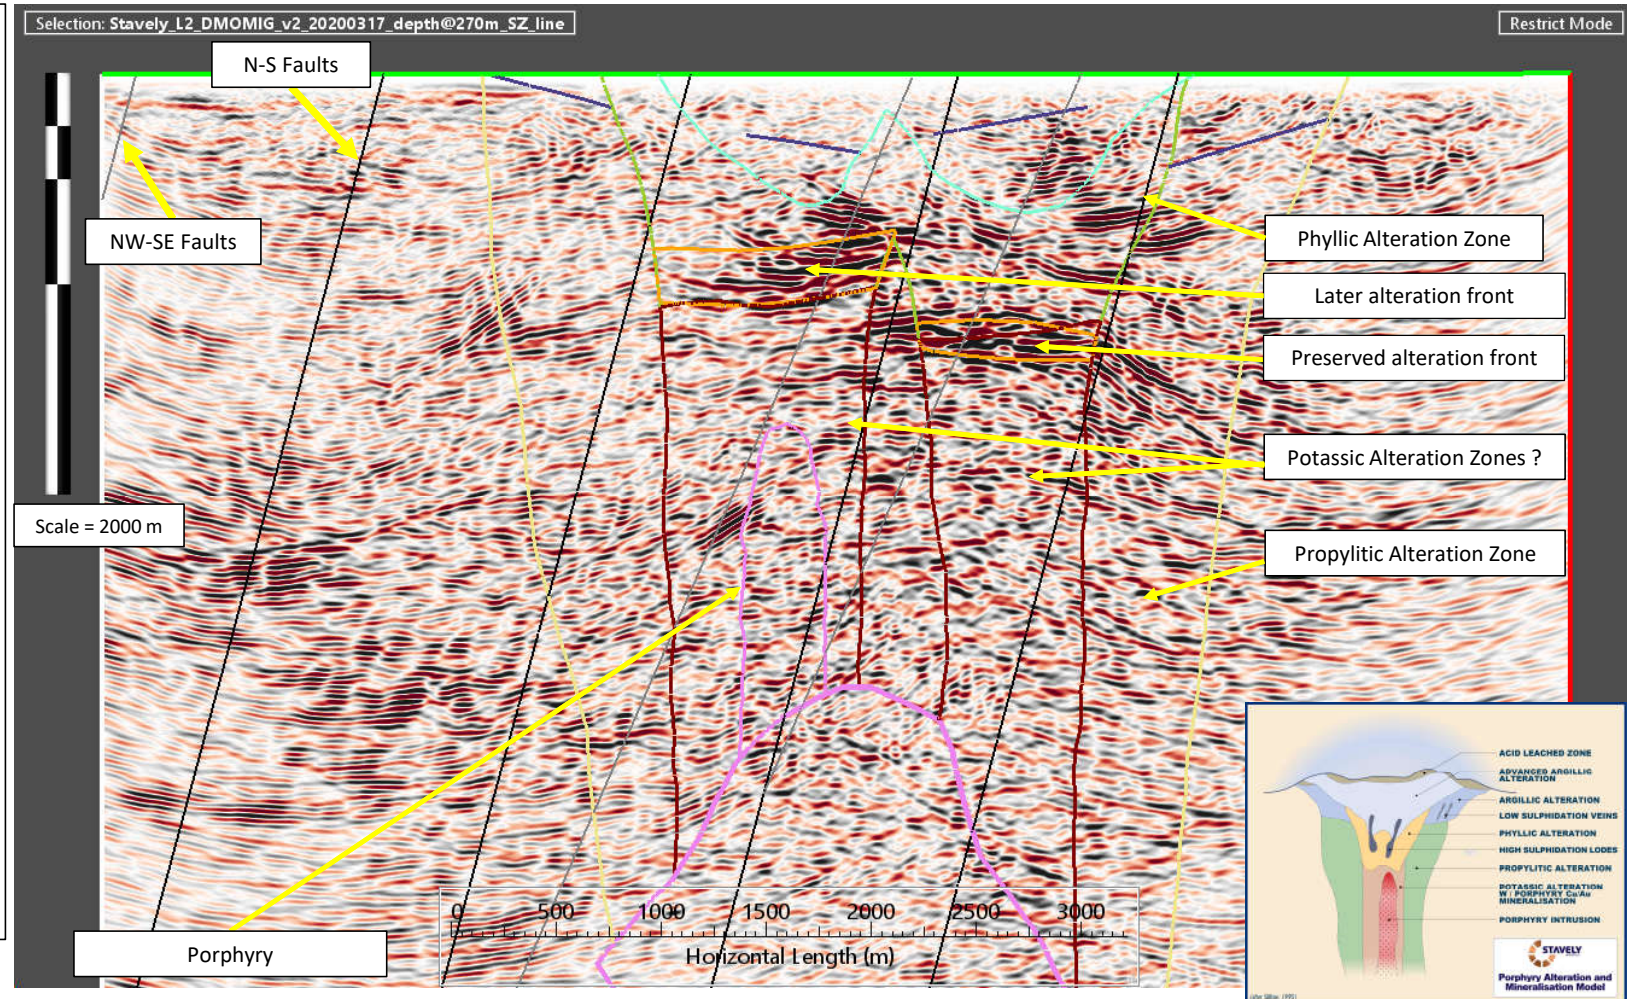 Selection: Stavely_L2_DMOMIG_v2_20200317_depth@270m_SZ_line
Restrict Mode
N-S Faults
NW-SE Faults
Phyllic Alteration Zone
Later alteration front
Preserved alteration front
Potassic Alteration Zones ?
Scale = 2000 m
Propylitic Alteration Zone
Porphyry
0 500 1000 1500 2000 2500 3000
Horizontal Length (m)
ACID LEACHED ZONE
ADVANCED ARGILLIC
ALTERATION
ARGILLIC ALTERATION
LOW SULPHIDATION VEINS
PHYLLIC ALTERATION
HIGH SULPHIDATION LODES
PROPYLITIC ALTERATION
POTASSIC ALTERATION
W / PORPHYRY Cu/Au
MINERALISATION
PORPHYRY INTRUSION
STAVELY
Porphyry Alteration and
Mineralisation Model